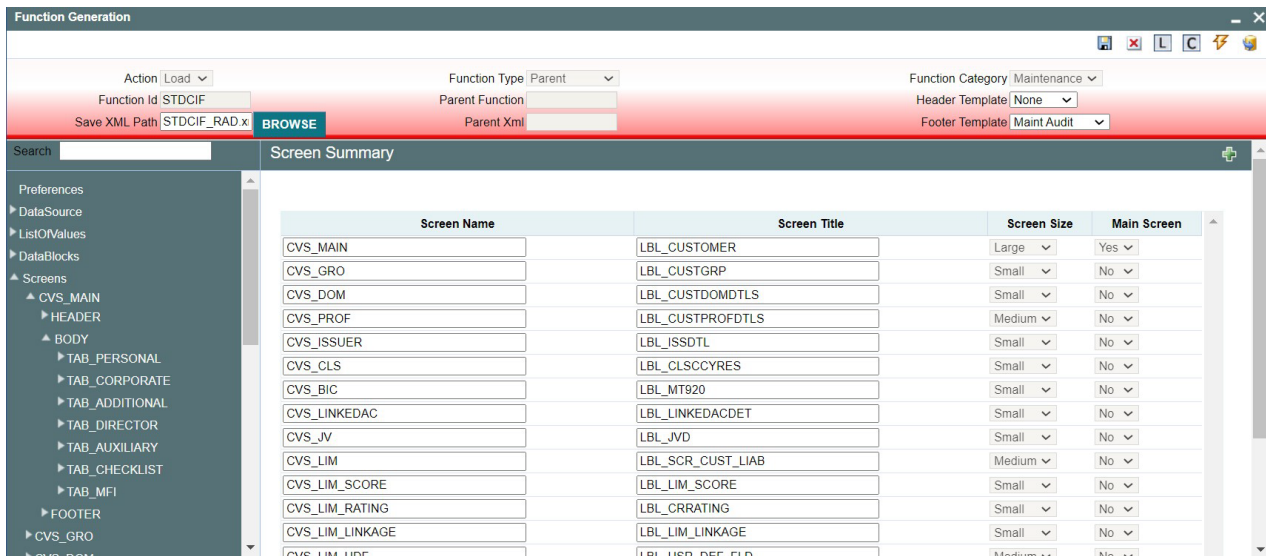 Function Generation
L C
Action Load Function Type Parent Function Category Maintenance
Function Id STDCIF Parent Function Header Template None
Save XML Path STDCIF_RAD.x BROWSE Parent Xml Footer Template Maint Audit
Search Screen Summary
Preferences
DataSource
ListOfValues
DataBlocks
Screens
CVS_MAIN
HEADER
BODY
TAB_PERSONAL
TAB_CORPORATE
TAB_ADDITIONAL
TAB_DIRECTOR
TAB_AUXILIARY
TAB_CHECKLIST
TAB_MFI
FOOTER
CVS_GRO
CVS_DOM
Screen Name Screen Title Screen Size Main Screen
CVS_MAIN LBL_CUSTOMER Large Yes
CVS_GRO LBL_CUSTGRP Small No
CVS_DOM LBL_CUSTDOMDTLS Small No
CVS_PROF LBL_CUSTPROFDTLS Medium No
CVS_ISSUER LBL_ISSDTL Small No
CVS_CLS LBL_CLSCCYRES Small No
CVS_BIC LBL_MT920 Small No
CVS_LINKEDAC LBL_LINKEDACDET Small No
CVS_JV LBL_JVD Small No
CVS_LIM LBL_SCR_CUST_LIAB Medium No
CVS_LIM_SCORE LBL_LIM_SCORE Small No
CVS_LIM_RATING LBL_CRRATING Small No
CVS_LIM_LINKAGE LBL_LIM_LINKAGE Small No
CVS_LIM_UDF LBL_USR_DEF_FLD Medium No